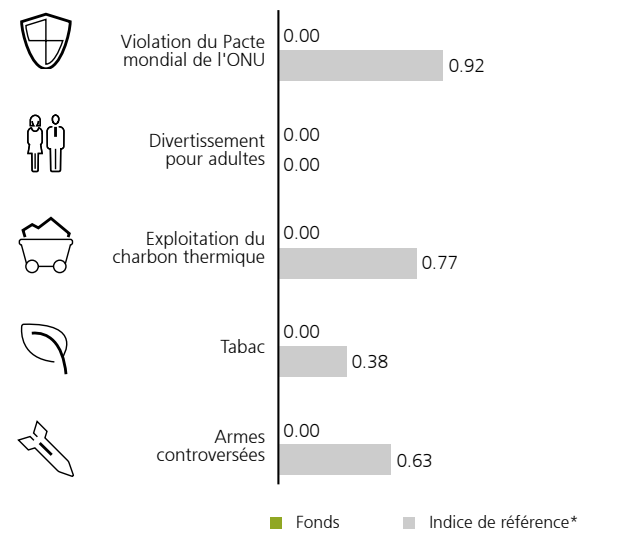 Violation du Pacte
mondial de l'ONU
0.00
0.92
Divertissement
pour adultes
0.00
0.00
Exploitation du
charbon thermique
0.00
0.77
Tabac
0.00
0.38
Armes
controversées
0.00
0.63
Fonds
Indice de référence*